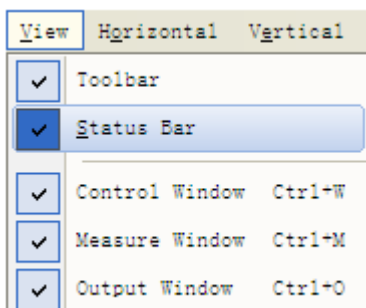 View Horizontal Vertical
Toolbar
Status Bar
Control Window Ctrl+W
Measure Window Ctrl+M
Output Window Ctrl+O